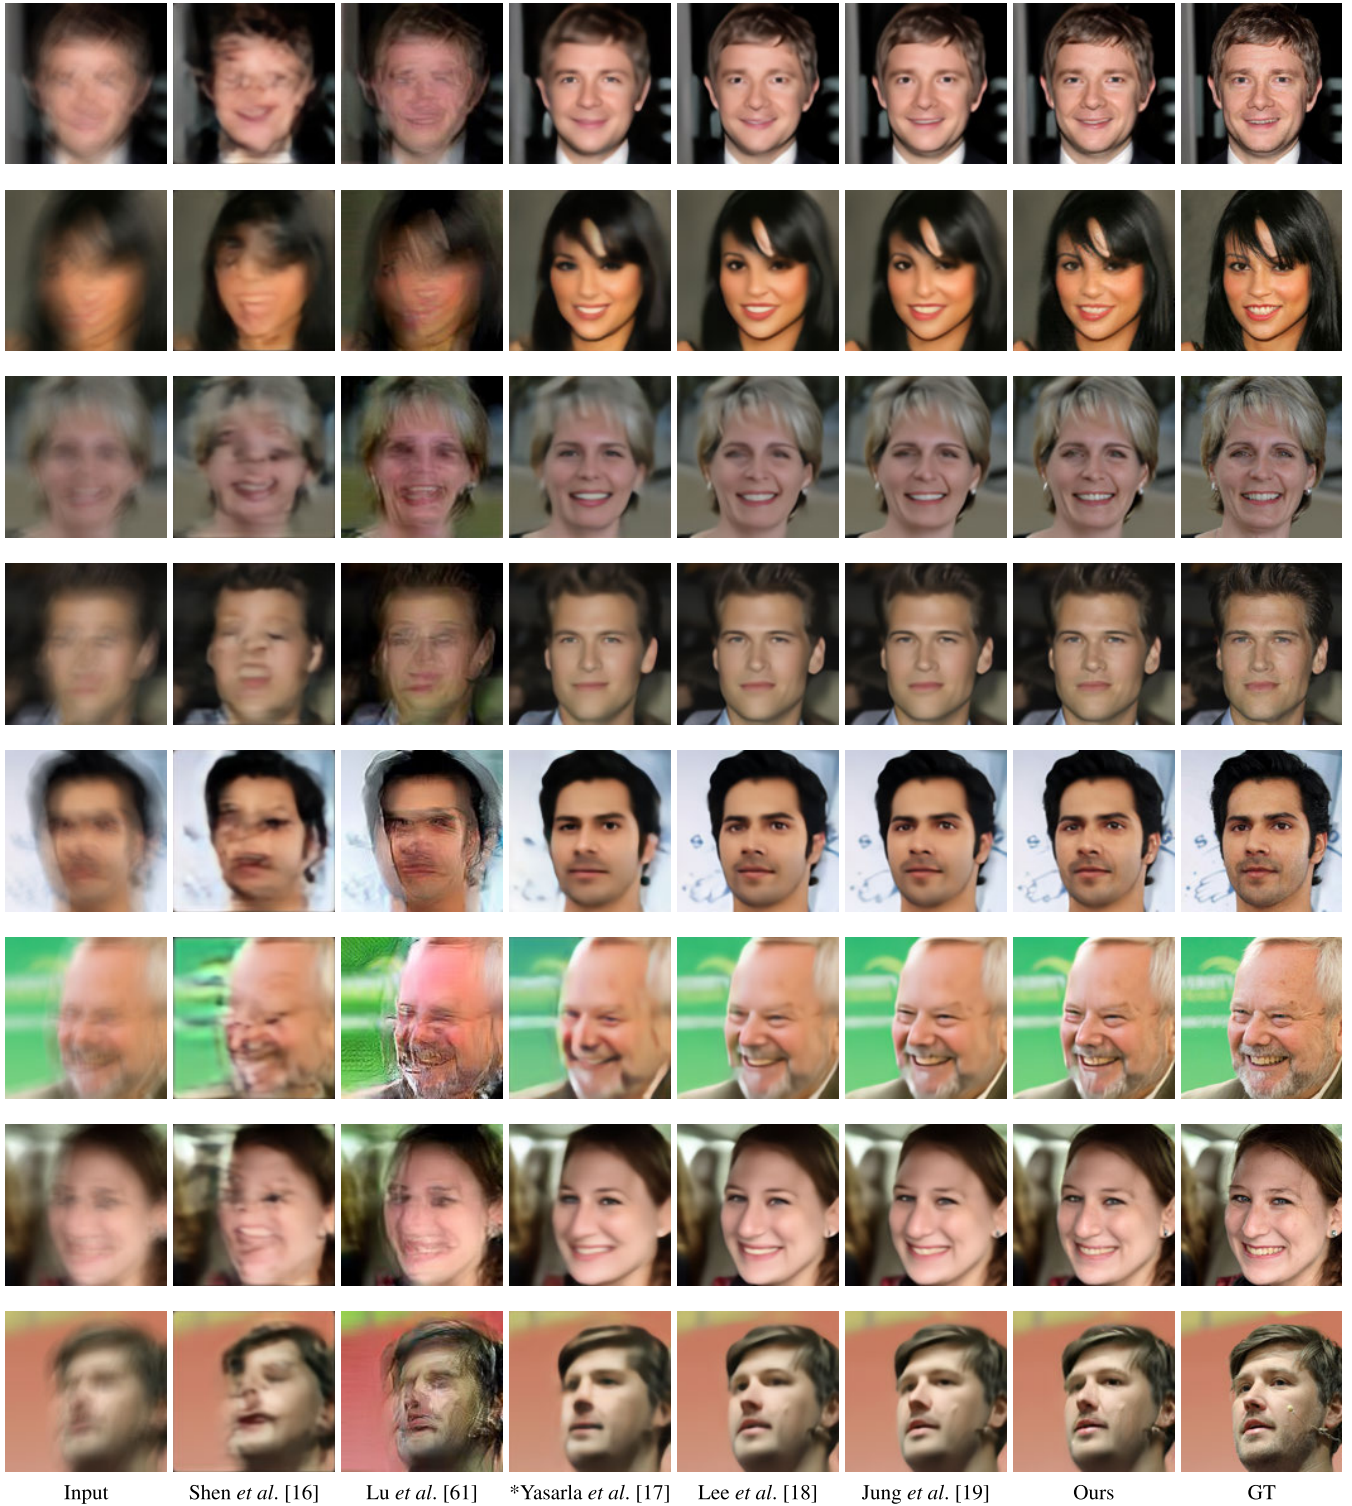 Input Shen et al. [16] Lu et al. [61] *Yasarla et al. [17] Lee et al. [18] Jung et al. [19] Ours GT